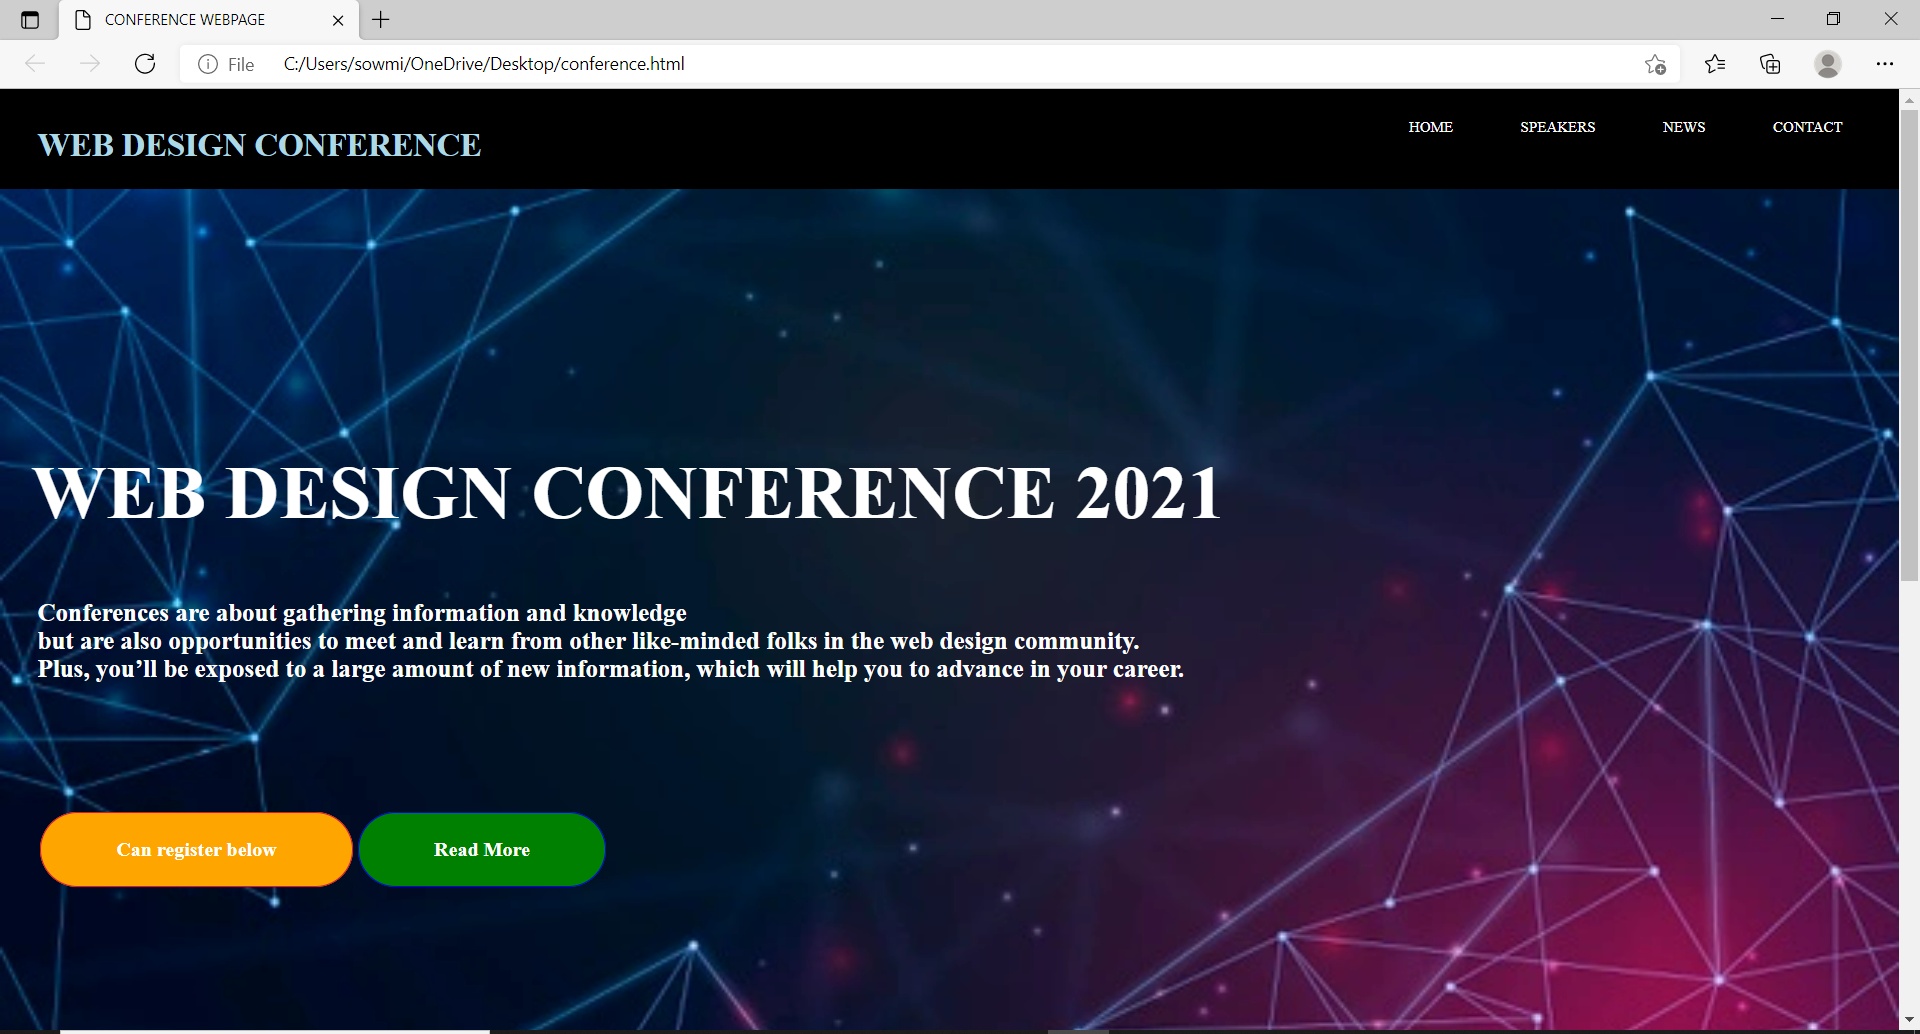 CONFERENCE WEBPAGE
File C:/Users/sowmi/OneDrive/Desktop/conference.html
WEB DESIGN CONFERENCE
HOME SPEAKERS NEWS CONTACT
WEB DESIGN CONFERENCE 2021
Conferences are about gathering information and knowledge
but are also opportunities to meet and learn from other like-minded folks in the web design community.
Plus, you’ll be exposed to a large amount of new information, which will help you to advance in your career.
Can register below Read More